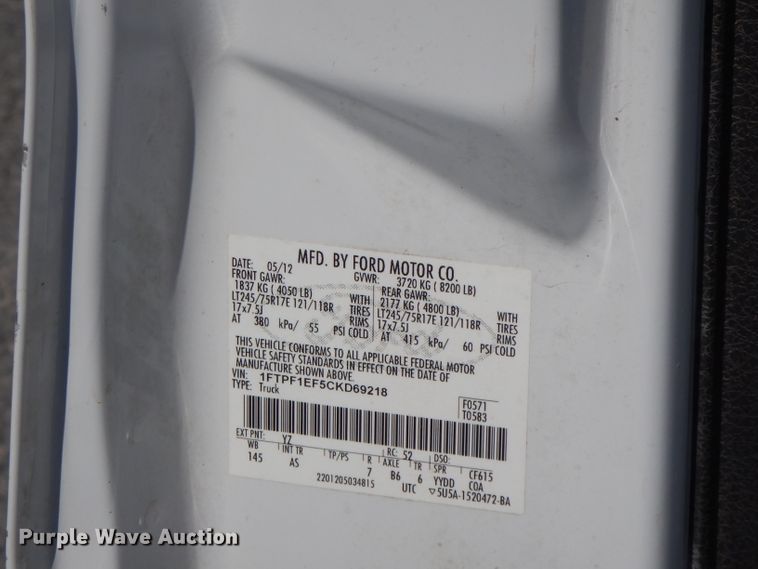 MFD. BY FORD MOTOR CO.
DATE: 05/12 GVWR: 3720 KG ( 8200 LB)
FRONT GAWR: REAR GAWR:
1837 KG ( 4050 LB) WITH 2177 KG ( 4800 LB) WITH
LT245/75R17E 121/118R TIRES LT245/75R17E 121/118R TIRES
17x7.5J RIMS 17x7.5J RIMS
AT 380 kPa/ 55 PSI COLD AT 415 kPa/ 60 PSI COLD
THIS VEHICLE CONFORMS TO ALL APPLICABLE FEDERAL MOTOR
VEHICLE SAFETY STANDARDS IN EFFECT ON THE DATE OF
MANUFACTURE SHOWN ABOVE.
VIN: 1FTPF1EF5CKD69218
TYPE: Truck
F0571
T05B3
EXT PNT: YZ RC: 52 DSO:
WB INT TR TP/PS R AXLE TR SPR CF615
145 AS 7 B6 6 YYDD COA
2201205034815 UTC ▽5U5A-1520472-BA
Purple Wave Auction